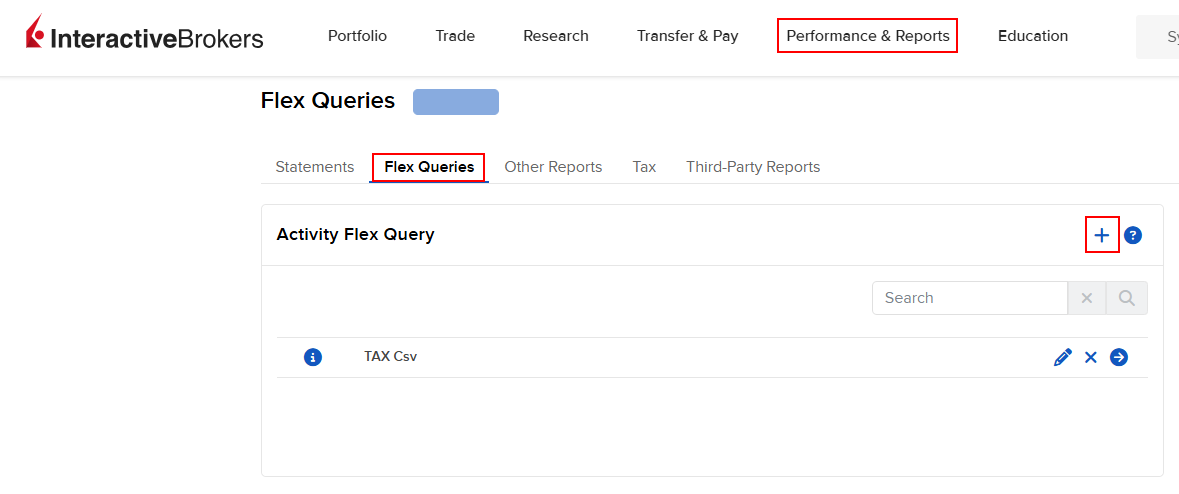 InteractiveBrokers Portfolio Trade Research Transfer & Pay Performance & Reports Education Sy
Flex Queries
Statements Flex Queries Other Reports Tax Third-Party Reports
Activity Flex Query + ?
Search
TAX Csv